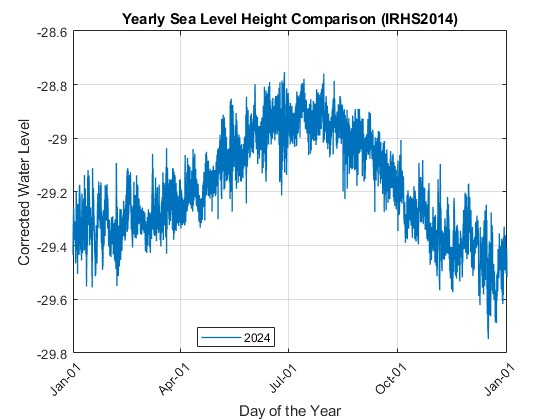 Yearly Sea Level Height Comparison (IRHS2014)
-28.6
-28.8
-29
-29.2
-29.4
-29.6
-29.8
Corrected Water Level
2024
Jan-01
Apr-01
Jul-01
Oct-01
Jan-01
Day of the Year